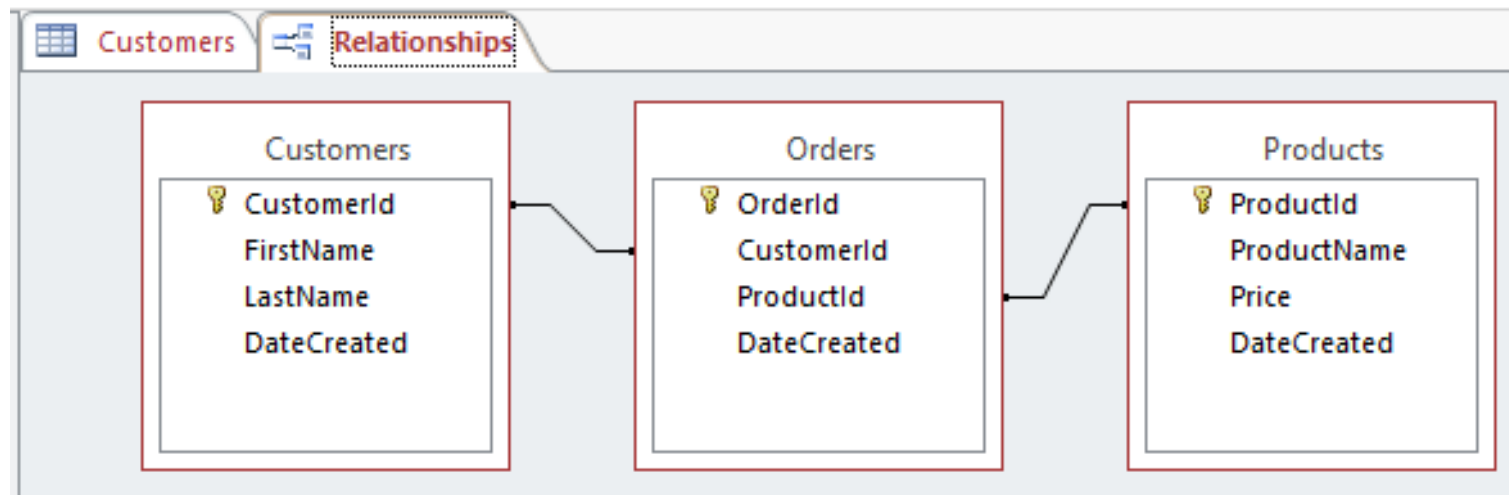 Customers
Relationships
Customers
CustomerId
FirstName
LastName
DateCreated
Orders
OrderId
CustomerId
ProductId
DateCreated
Products
ProductId
ProductName
Price
DateCreated